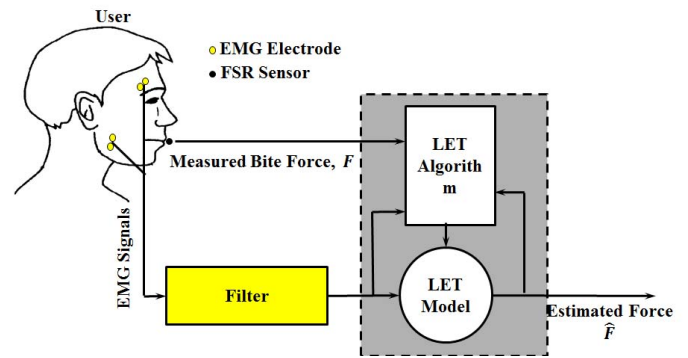 User
EMG Electrode
FSR Sensor
Measured Bite Force, F
LET
Algorith
m
EMG Signals
Filter
LET
Model
Estimated Force
F̂